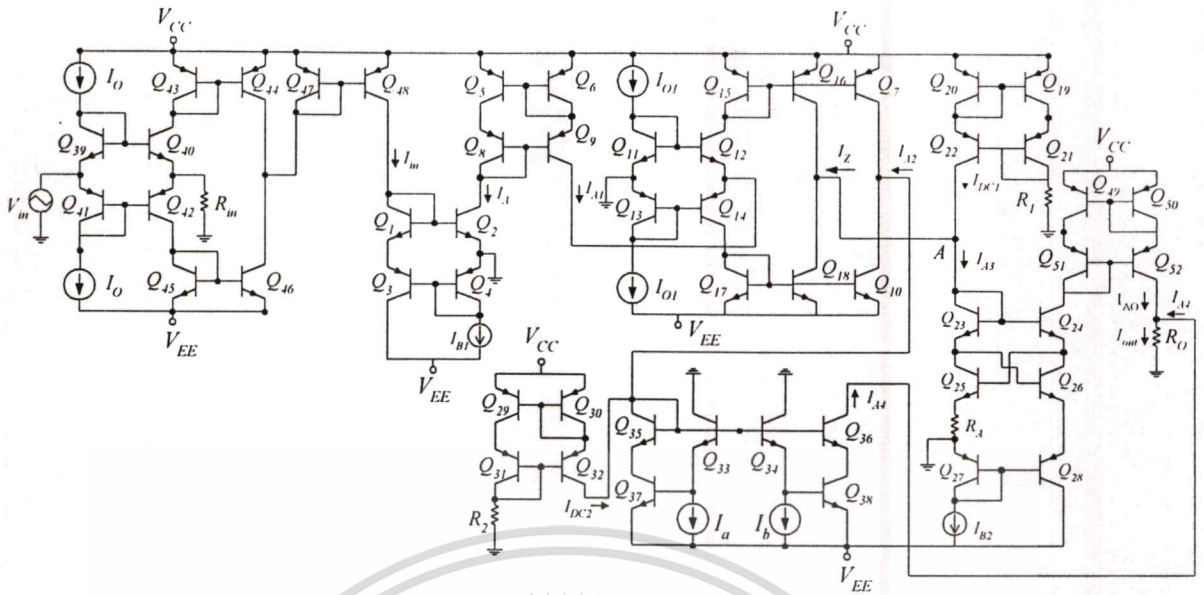 V_CC
V_CC
I_O
Q_43
Q_44
Q_47
Q_48
Q_5
Q_6
I_O1
Q_15
Q_16
Q_7
Q_20
Q_19
Q_39
Q_40
I_in
Q_8
Q_9
Q_11
Q_12
I_Z
I_A2
Q_22
Q_21
V_CC
I_A
I_A1
I_DC1
R_1
Q_49
Q_50
V_in
Q_41
Q_42
R_in
Q_1
Q_2
Q_13
Q_14
A
I_A3
Q_51
Q_52
I_O
Q_45
Q_46
Q_3
Q_4
I_O1
Q_17
Q_18
Q_10
Q_23
Q_24
I_AO
I_A4
I_out
R_O
V_EE
I_B1
V_EE
V_EE
V_CC
Q_25
Q_26
Q_29
Q_30
I_A4
Q_35
Q_36
R_A
Q_33
Q_34
Q_31
Q_32
Q_37
Q_38
Q_27
Q_28
R_2
I_DC2
I_a
I_b
I_B2
V_EE